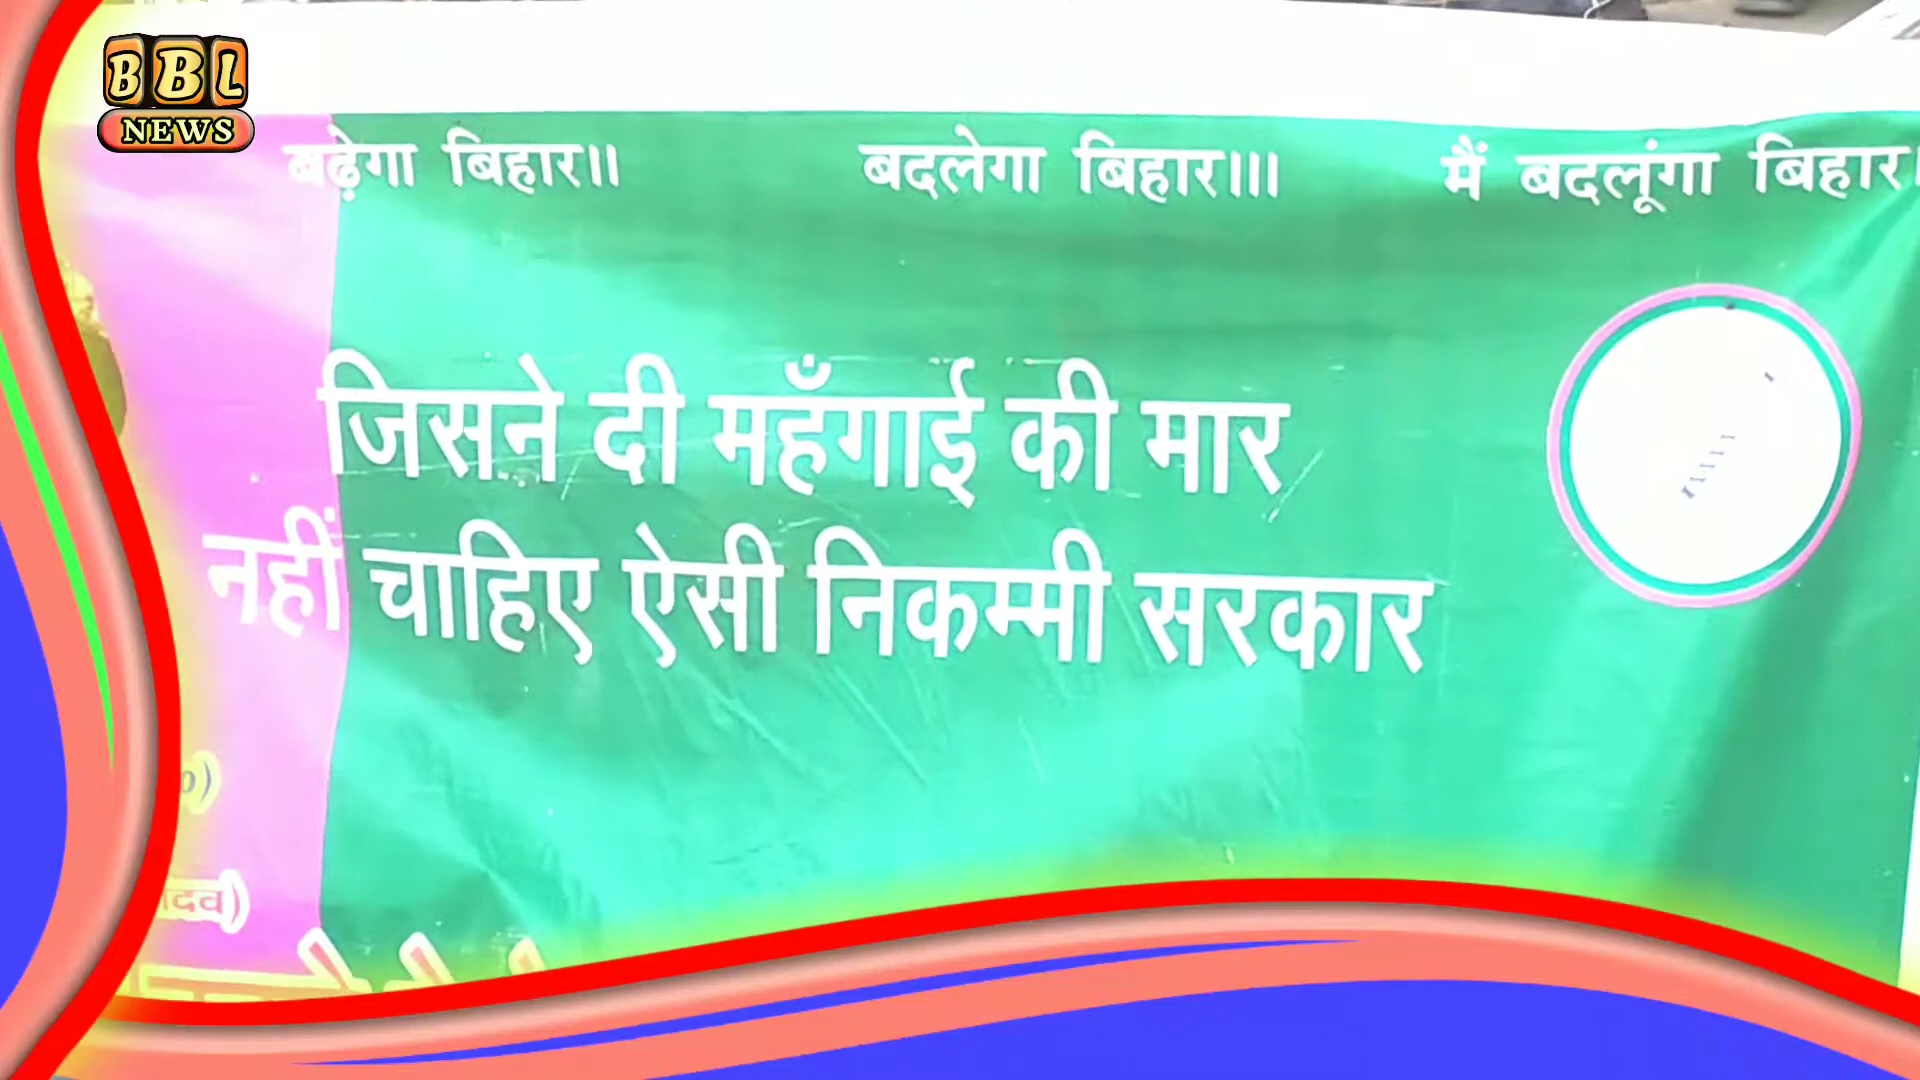 BBL
NEWS
बढ़ेगा बिहार।। बदलेगा बिहार।।। मैं बदलूंगा बिहार।
जिसने दी महँगाई की मार
नहीं चाहिए ऐसी निकम्मी सरकार